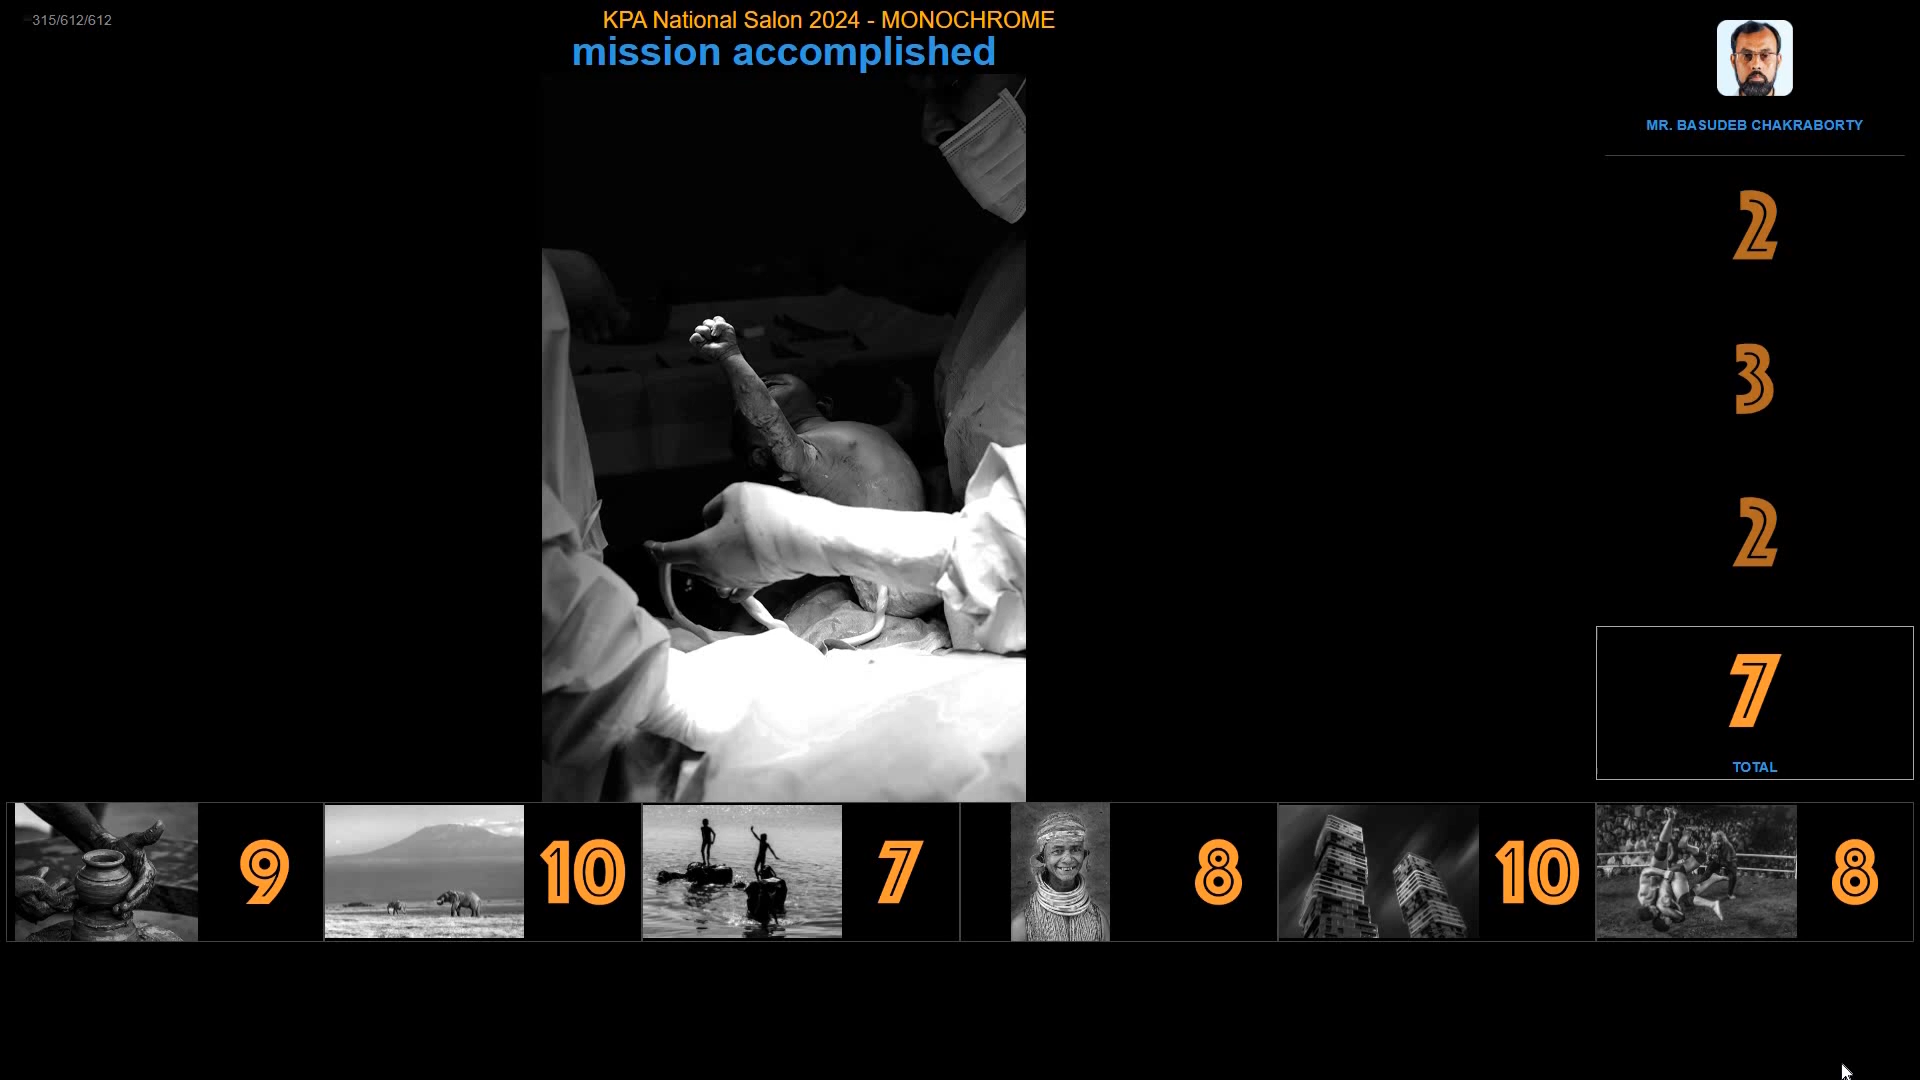 315/612/612
KPA National Salon 2024 - MONOCHROME
mission accomplished
MR. BASUDEB CHAKRABORTY
2
3
2
7
TOTAL
9
10
7
8
10
8